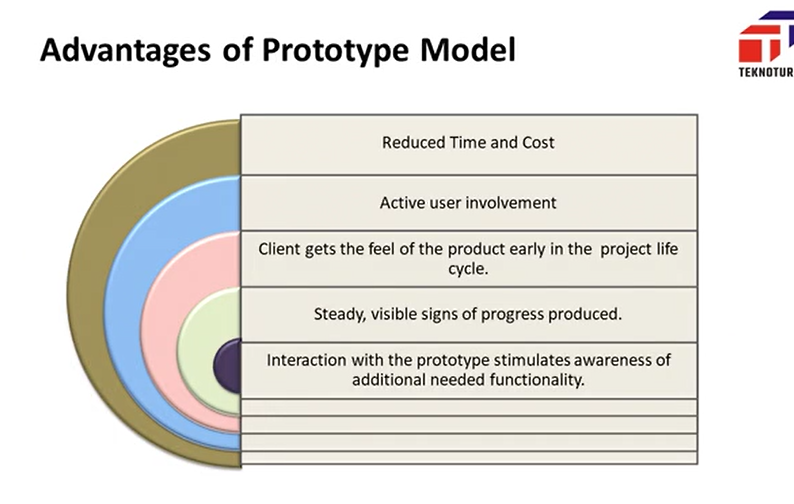 Advantages of Prototype Model
TEKNOTUR
Reduced Time and Cost
Active user involvement
Client gets the feel of the product early in the project life
cycle.
Steady, visible signs of progress produced.
Interaction with the prototype stimulates awareness of
additional needed functionality.